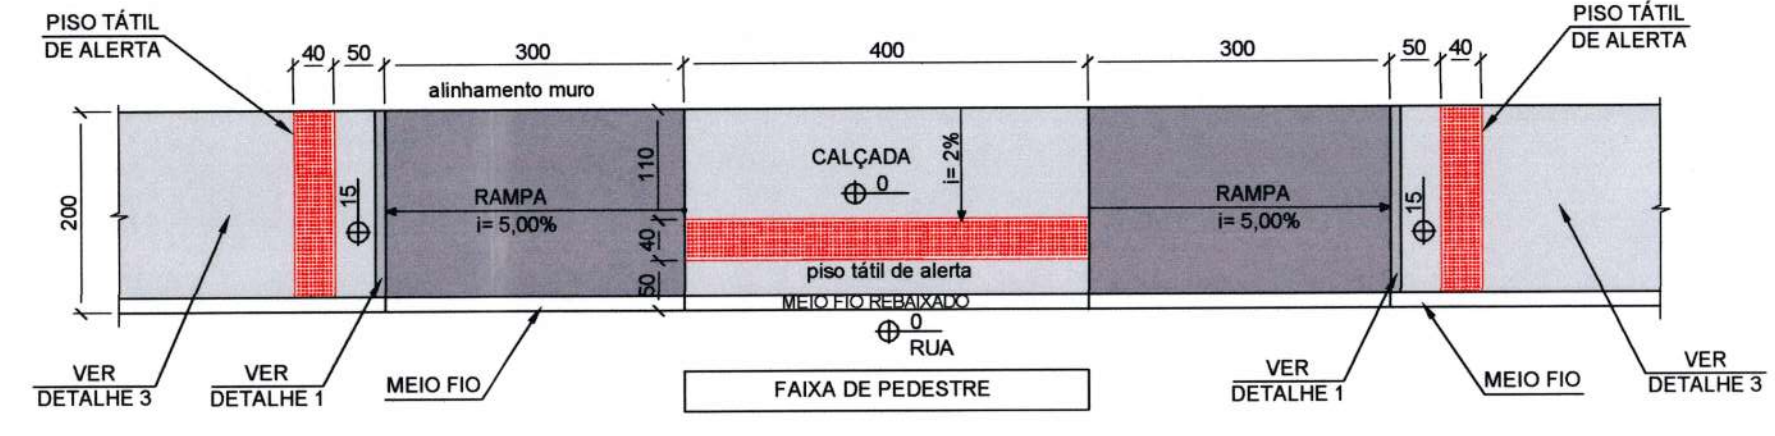 PISO TÁTIL
DE ALERTA
PISO TÁTIL
DE ALERTA
40
50
300
400
300
50
40
alinhamento muro
200
15
RAMPA
i= 5,00%
110
40
50
CALÇADA
0
i= 2%
piso tátil de alerta
MEIO FIO REBAIXADO
RAMPA
i= 5,00%
15
0
RUA
VER
DETALHE 3
VER
DETALHE 1
MEIO FIO
FAIXA DE PEDESTRE
VER
DETALHE 1
MEIO FIO
VER
DETALHE 3